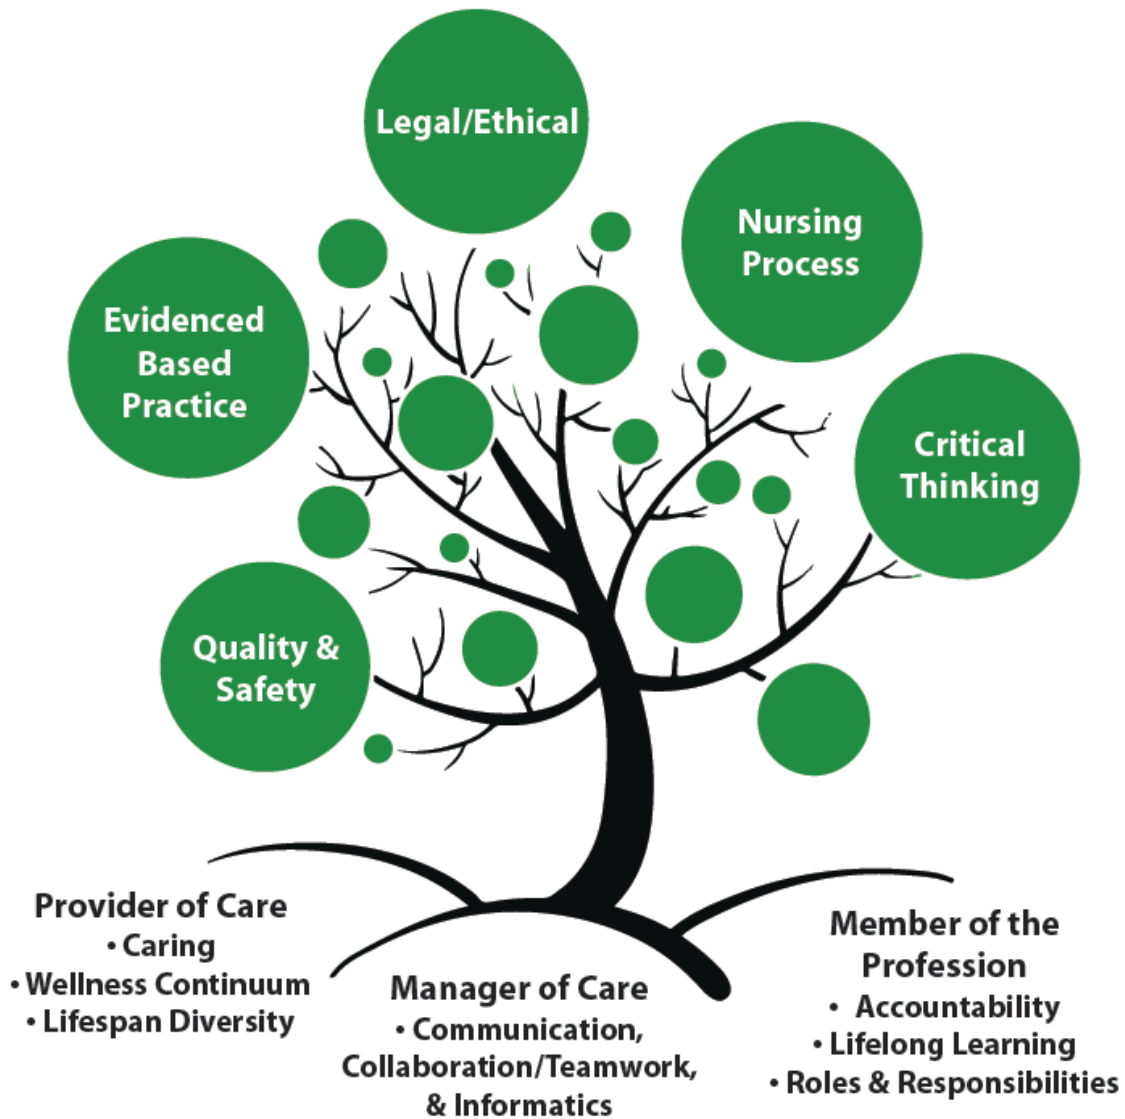 Legal/Ethical
Nursing
Process
Evidenced
Based
Practice
Critical
Thinking
Quality &
Safety
Provider of Care
• Caring
• Wellness Continuum
• Lifespan Diversity
Manager of Care
• Communication,
Collaboration/Teamwork,
& Informatics
Member of the
Profession
• Accountability
• Lifelong Learning
• Roles & Responsibilities